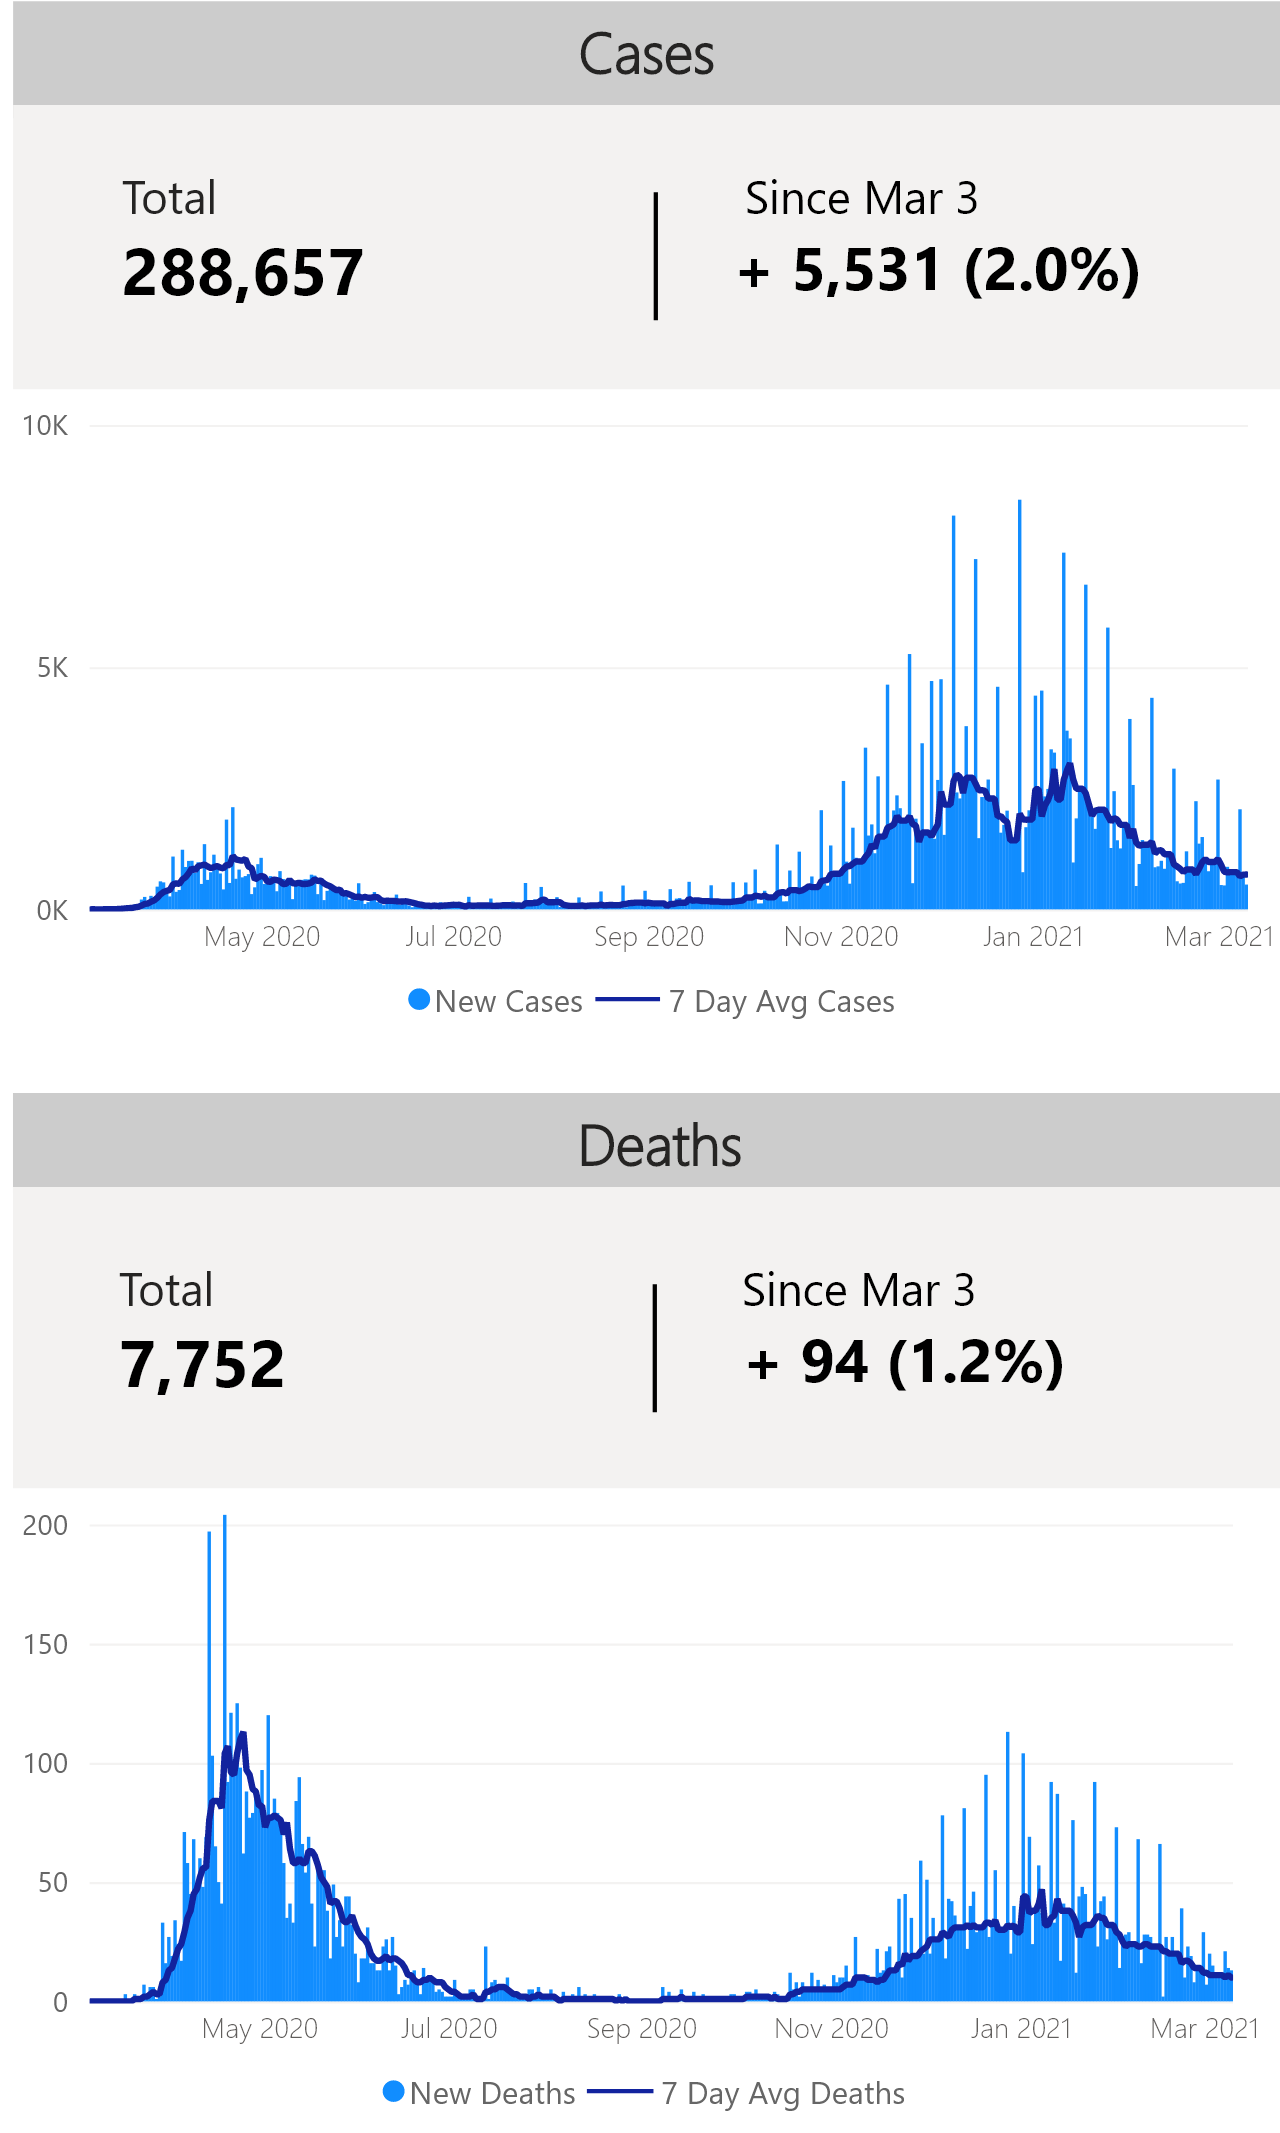 Cases
Total
Since Mar 3
288,657
+ 5,531 (2.0%)
10K
5K
0K
May 2020
Jul 2020
Sep 2020
Nov 2020
Jan 2021
Mar 2021
New Cases
7 Day Avg Cases
Deaths
Total
Since Mar 3
7,752
+ 94 (1.2%)
200
150
100
50
0
May 2020
Jul 2020
Sep 2020
Nov 2020
Jan 2021
Mar 2021
New Deaths
7 Day Avg Deaths